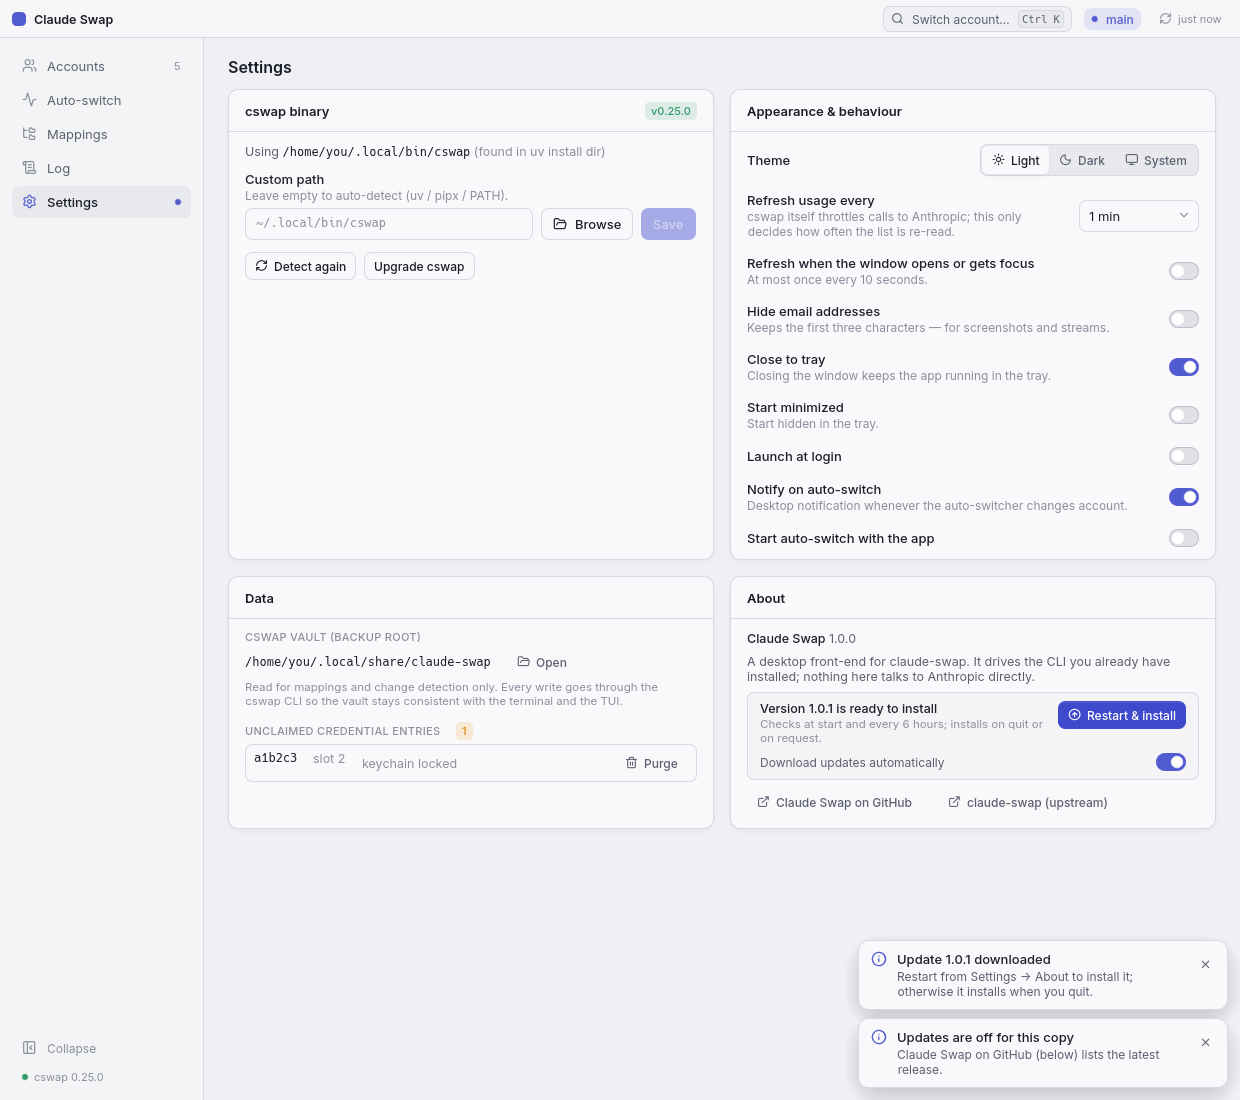 Claude Swap
Switch account... Ctrl K
main
just now
Accounts 5
Auto-switch
Mappings
Log
Settings
Collapse
cswap 0.25.0
Settings
cswap binary v0.25.0
Using /home/you/.local/bin/cswap (found in uv install dir)
Custom path
Leave empty to auto-detect (uv / pipx / PATH).
~/.local/bin/cswap Browse Save
Detect again Upgrade cswap
Appearance & behaviour
Theme Light Dark System
Refresh usage every
cswap itself throttles calls to Anthropic; this only
decides how often the list is re-read.
1 min
Refresh when the window opens or gets focus
At most once every 10 seconds.
Hide email addresses
Keeps the first three characters — for screenshots and streams.
Close to tray
Closing the window keeps the app running in the tray.
Start minimized
Start hidden in the tray.
Launch at login
Notify on auto-switch
Desktop notification whenever the auto-switcher changes account.
Start auto-switch with the app
Data
CSWAP VAULT (BACKUP ROOT)
/home/you/.local/share/claude-swap Open
Read for mappings and change detection only. Every write goes through the
cswap CLI so the vault stays consistent with the terminal and the TUI.
UNCLAIMED CREDENTIAL ENTRIES 1
a1b2c3 slot 2 keychain locked Purge
About
Claude Swap 1.0.0
A desktop front-end for claude-swap. It drives the CLI you already have
installed; nothing here talks to Anthropic directly.
Version 1.0.1 is ready to install
Checks at start and every 6 hours; installs on quit or
on request.
Restart & install
Download updates automatically
Claude Swap on GitHub claude-swap (upstream)
Update 1.0.1 downloaded
Restart from Settings → About to install it;
otherwise it installs when you quit.
Updates are off for this copy
Claude Swap on GitHub (below) lists the latest
release.